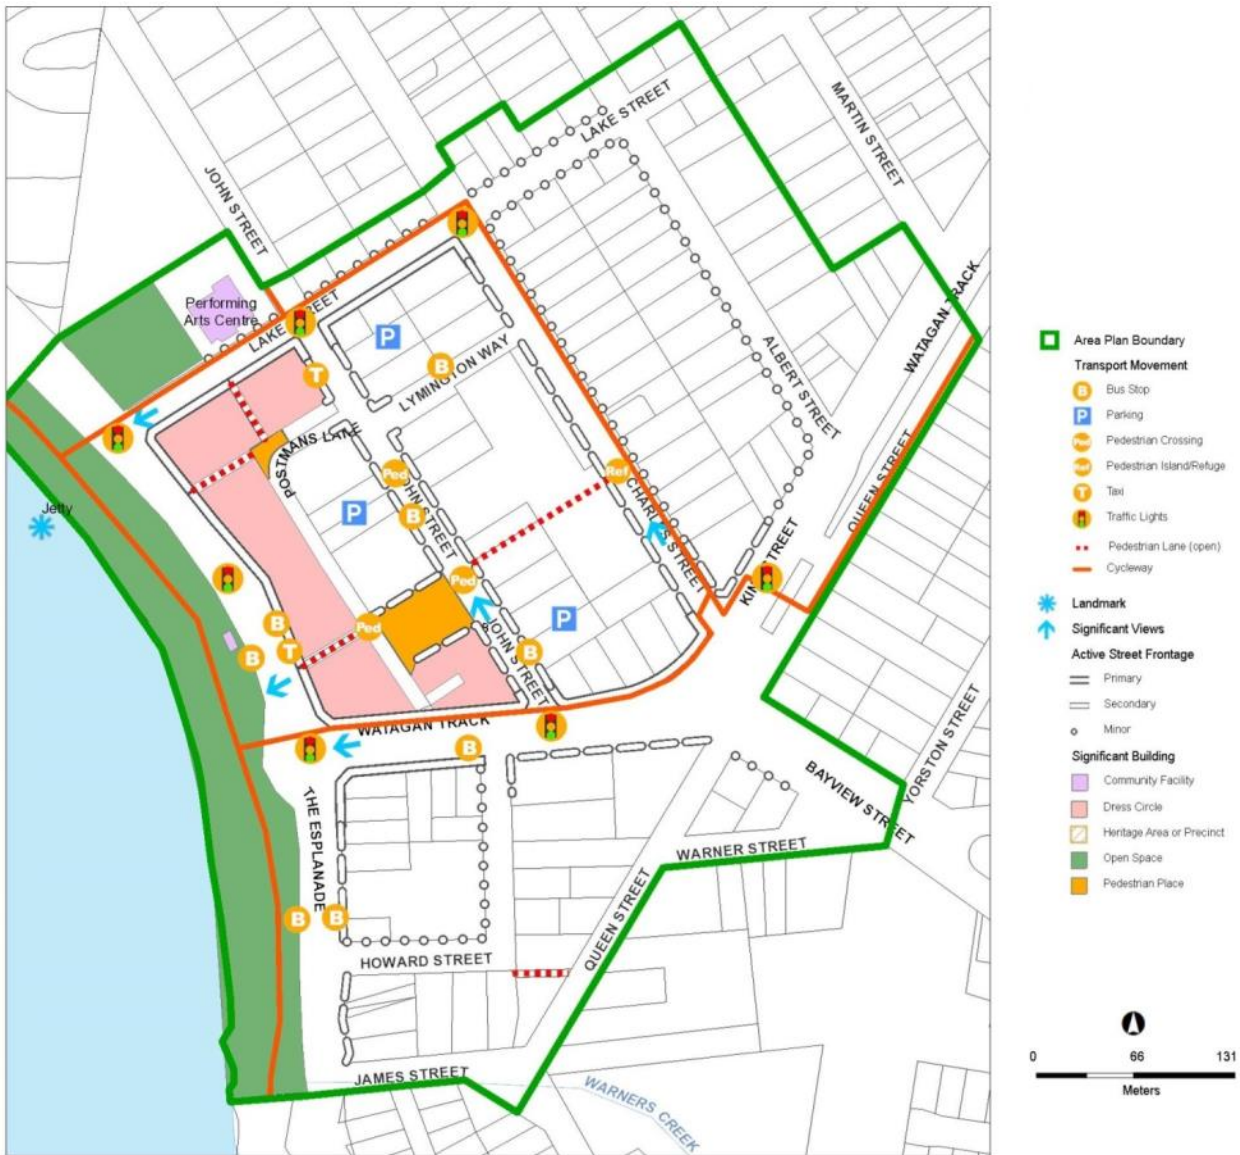 LAKE STREET
MARTIN STREET
JOHN STREET
Performing
Arts Centre
LAKE STREET
WATAGAN TRACK
LYMINGTON WAY
T
P
B
ALBERT STREET
POSTMANS LANE
Ped
JOHN STREET
Ref
CHARLES STREET
QUEEN STREET
Jetty
P
B
KING STREET
Ped
B
Ped
P
B
T
B
JOHN STREET
B
WATAGAN TRACK
B
YORSTON STREET
BAYVIEW STREET
THE ESPLANADE
WARNER STREET
B
B
QUEEN STREET
HOWARD STREET
JAMES STREET
WARNERS CREEK
Area Plan Boundary
Transport Movement
B Bus Stop
P Parking
Ped Pedestrian Crossing
Ref Pedestrian Island/Refuge
T Taxi
Traffic Lights
Pedestrian Lane (open)
Cycleway
Landmark
Significant Views
Active Street Frontage
Primary
Secondary
Minor
Significant Building
Community Facility
Dress Circle
Heritage Area or Precinct
Open Space
Pedestrian Place
0 66 131
Meters